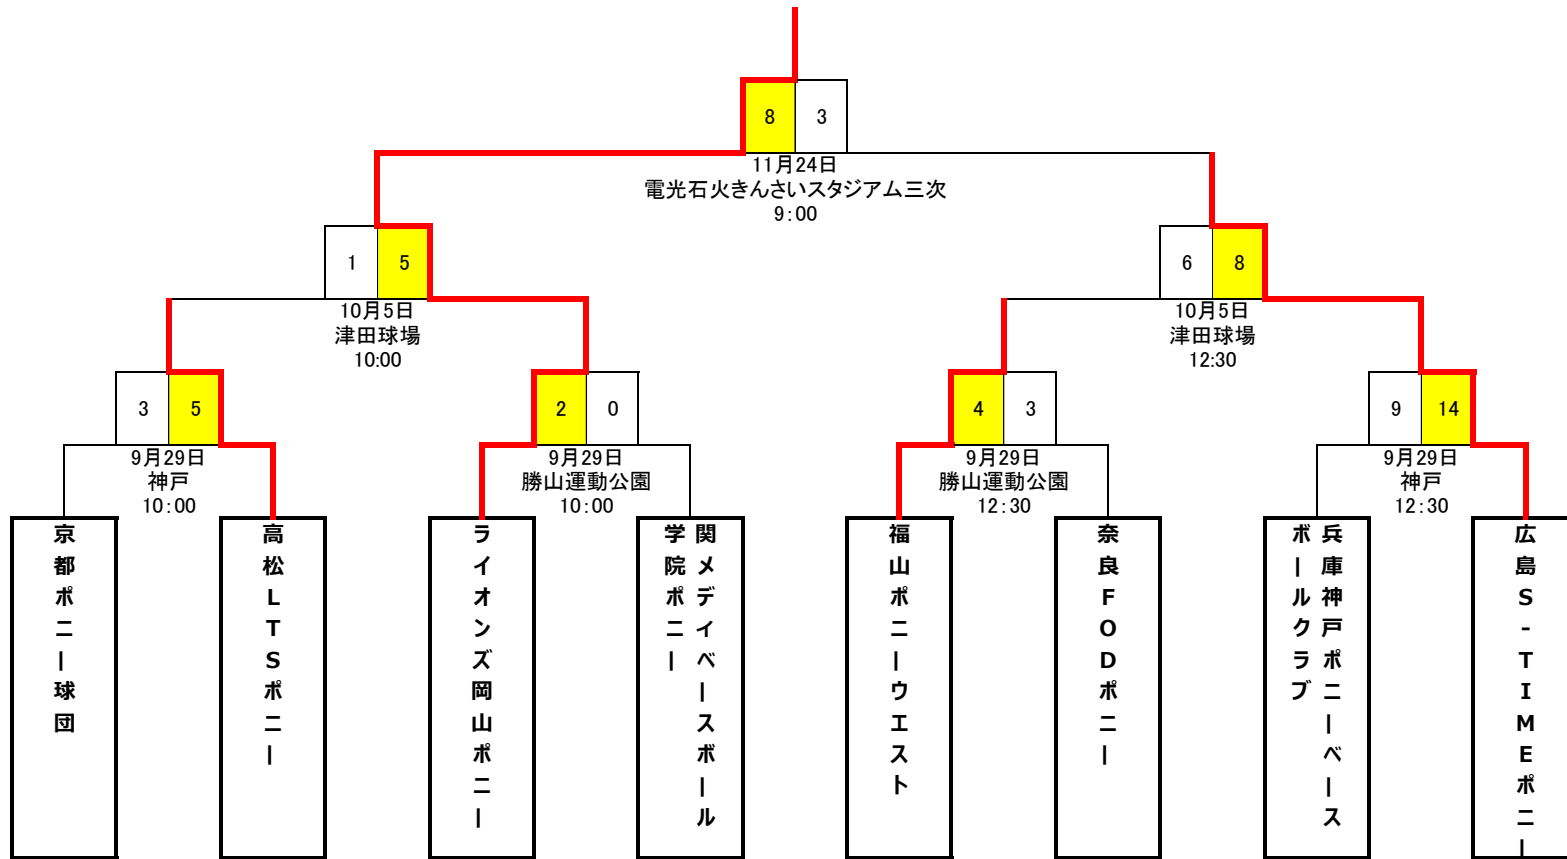 8 3
11月24日
電光石火きんさいスタジアム三次
9:00
1 5
6 8
10月5日
津田球場
10:00
10月5日
津田球場
12:30
3 5
2 0
4 3
9 14
9月29日
神戸
10:00
9月29日
勝山運動公園
10:00
9月29日
勝山運動公園
12:30
9月29日
神戸
12:30
京都ポニー球団
高松LTSポニー
ライオンズ岡山ポニー
関メディベースボール
学院ポニー
福山ポニーウエスト
奈良FODポニー
兵庫神戸ポニーベース
ボールクラブ
広島S-TIMEポニー